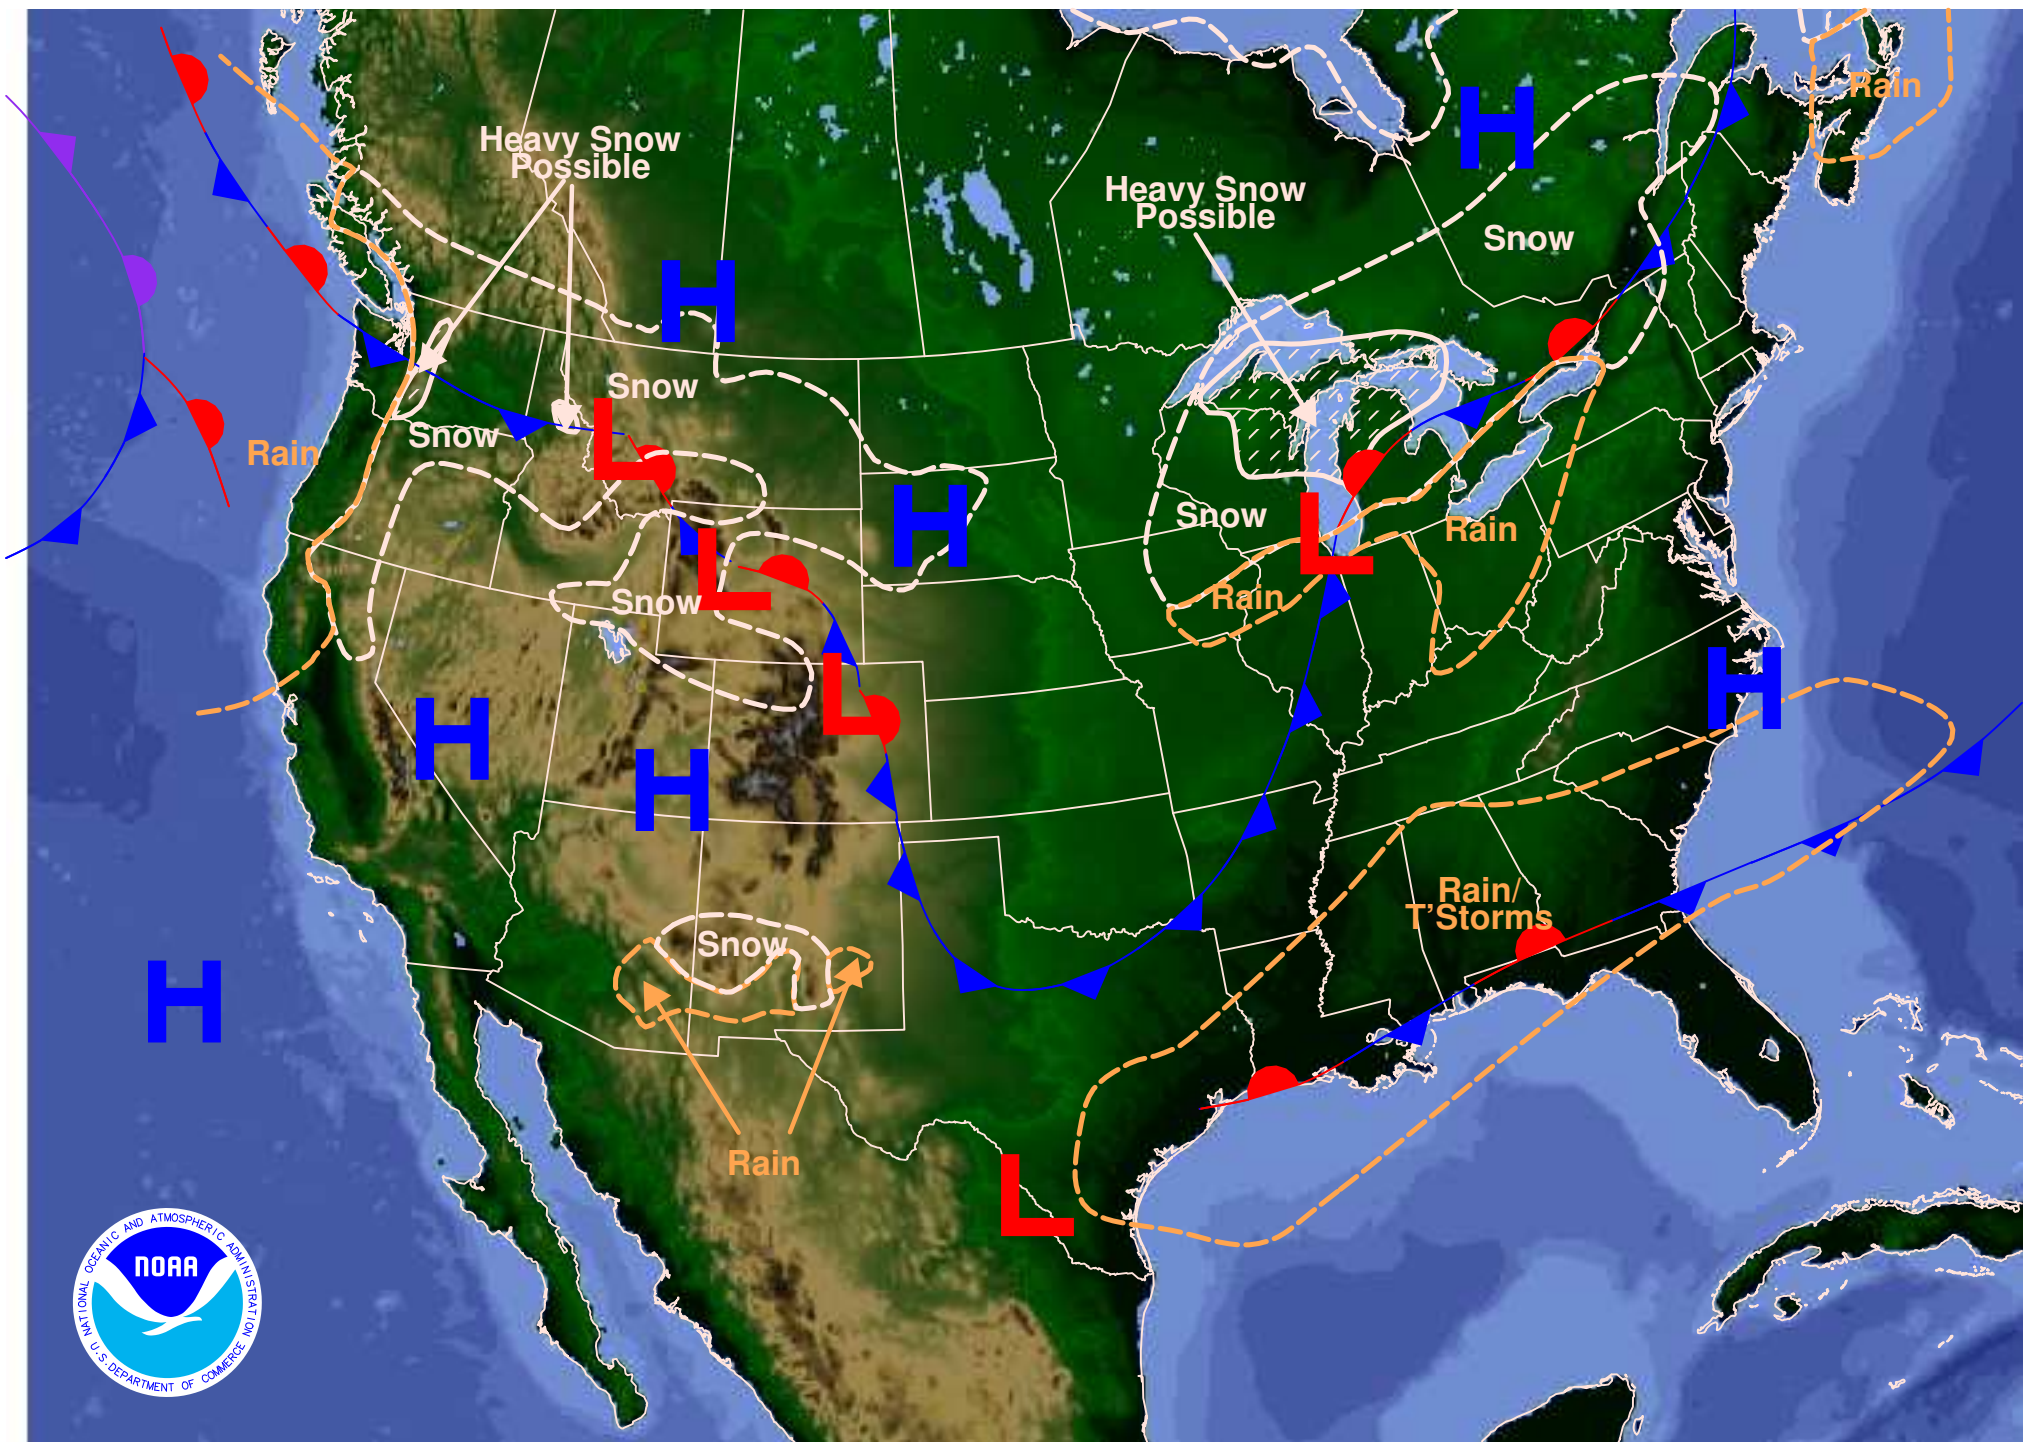 Rain
Heavy Snow
Possible
H
Heavy Snow
Possible
Snow
H
Snow
L
Snow
Rain
H
Snow
L
Rain
L
Snow
Rain
H
L
H
H
L
Rain/
T'Storms
Snow
H
Rain
L
NOAA
NATIONAL OCEANIC AND ATMOSPHERIC ADMINISTRATION
U.S. DEPARTMENT OF COMMERCE